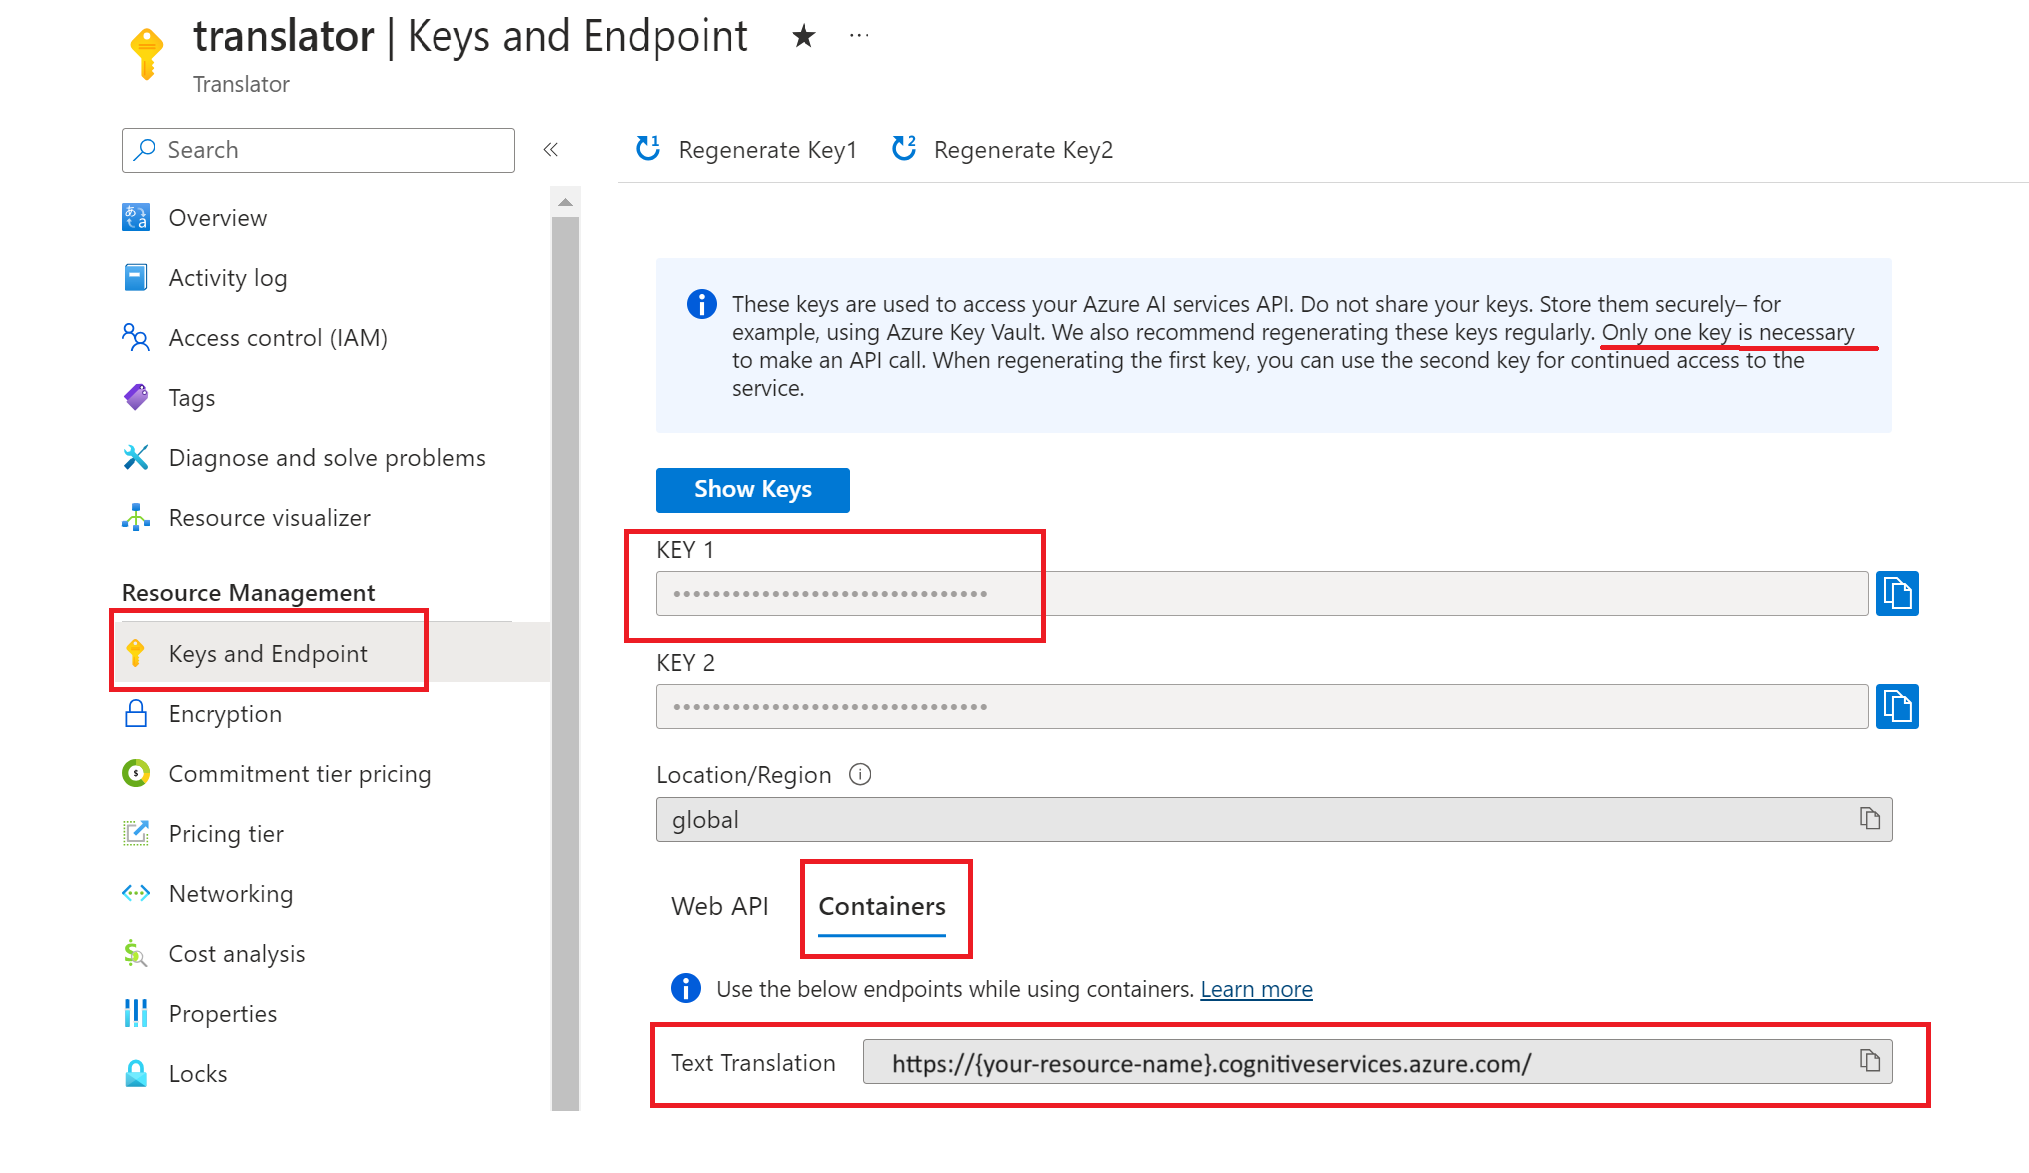 translator | Keys and Endpoint ★ ...
Translator
Search
«
Overview
Activity log
Access control (IAM)
Tags
Diagnose and solve problems
Resource visualizer
Resource Management
Keys and Endpoint
Encryption
Commitment tier pricing
Pricing tier
Networking
Cost analysis
Properties
Locks
Regenerate Key1
Regenerate Key2
These keys are used to access your Azure AI services API. Do not share your keys. Store them securely– for
example, using Azure Key Vault. We also recommend regenerating these keys regularly. Only one key is necessary
to make an API call. When regenerating the first key, you can use the second key for continued access to the
service.
Show Keys
KEY 1
••••••••••••••••••••••••••••••••
KEY 2
••••••••••••••••••••••••••••••••
Location/Region
global
Web API
Containers
Use the below endpoints while using containers. Learn more
Text Translation
https://{your-resource-name}.cognitiveservices.azure.com/